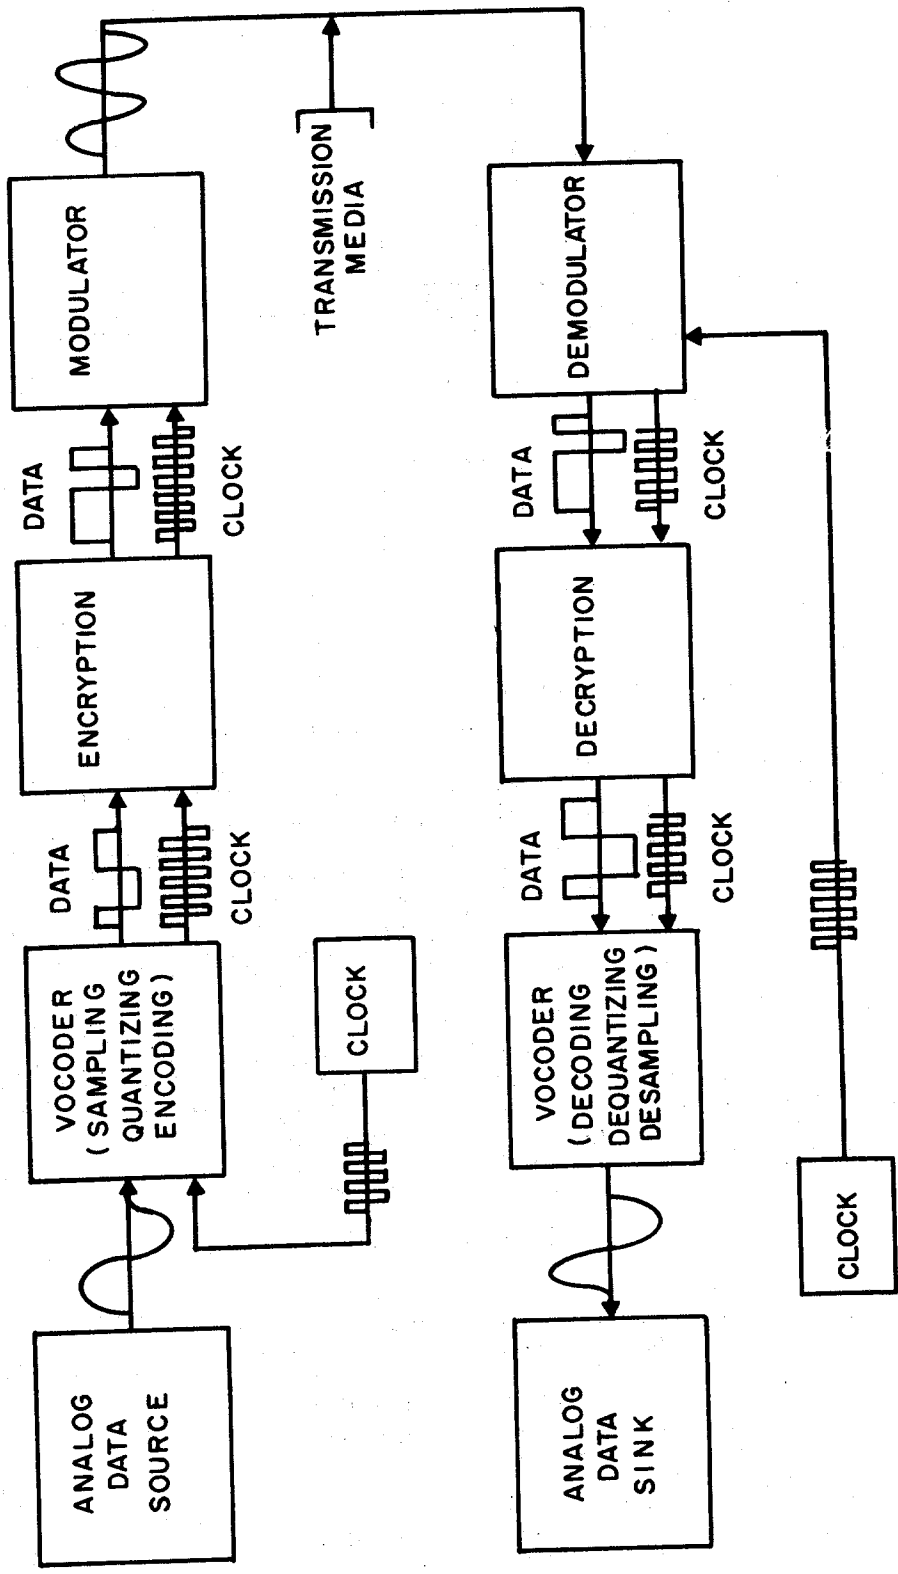 ANALOG
DATA
SOURCE
VOCODER
(SAMPLING
QUANTIZING
ENCODING)
CLOCK
DATA
CLOCK
ENCRYPTION
DATA
CLOCK
MODULATOR
TRANSMISSION
MEDIA
ANALOG
DATA
SINK
VOCODER
(DECODING
DEQUANTIZING
DESAMPLING)
DATA
CLOCK
DECRYPTION
DATA
CLOCK
DEMODULATOR
CLOCK